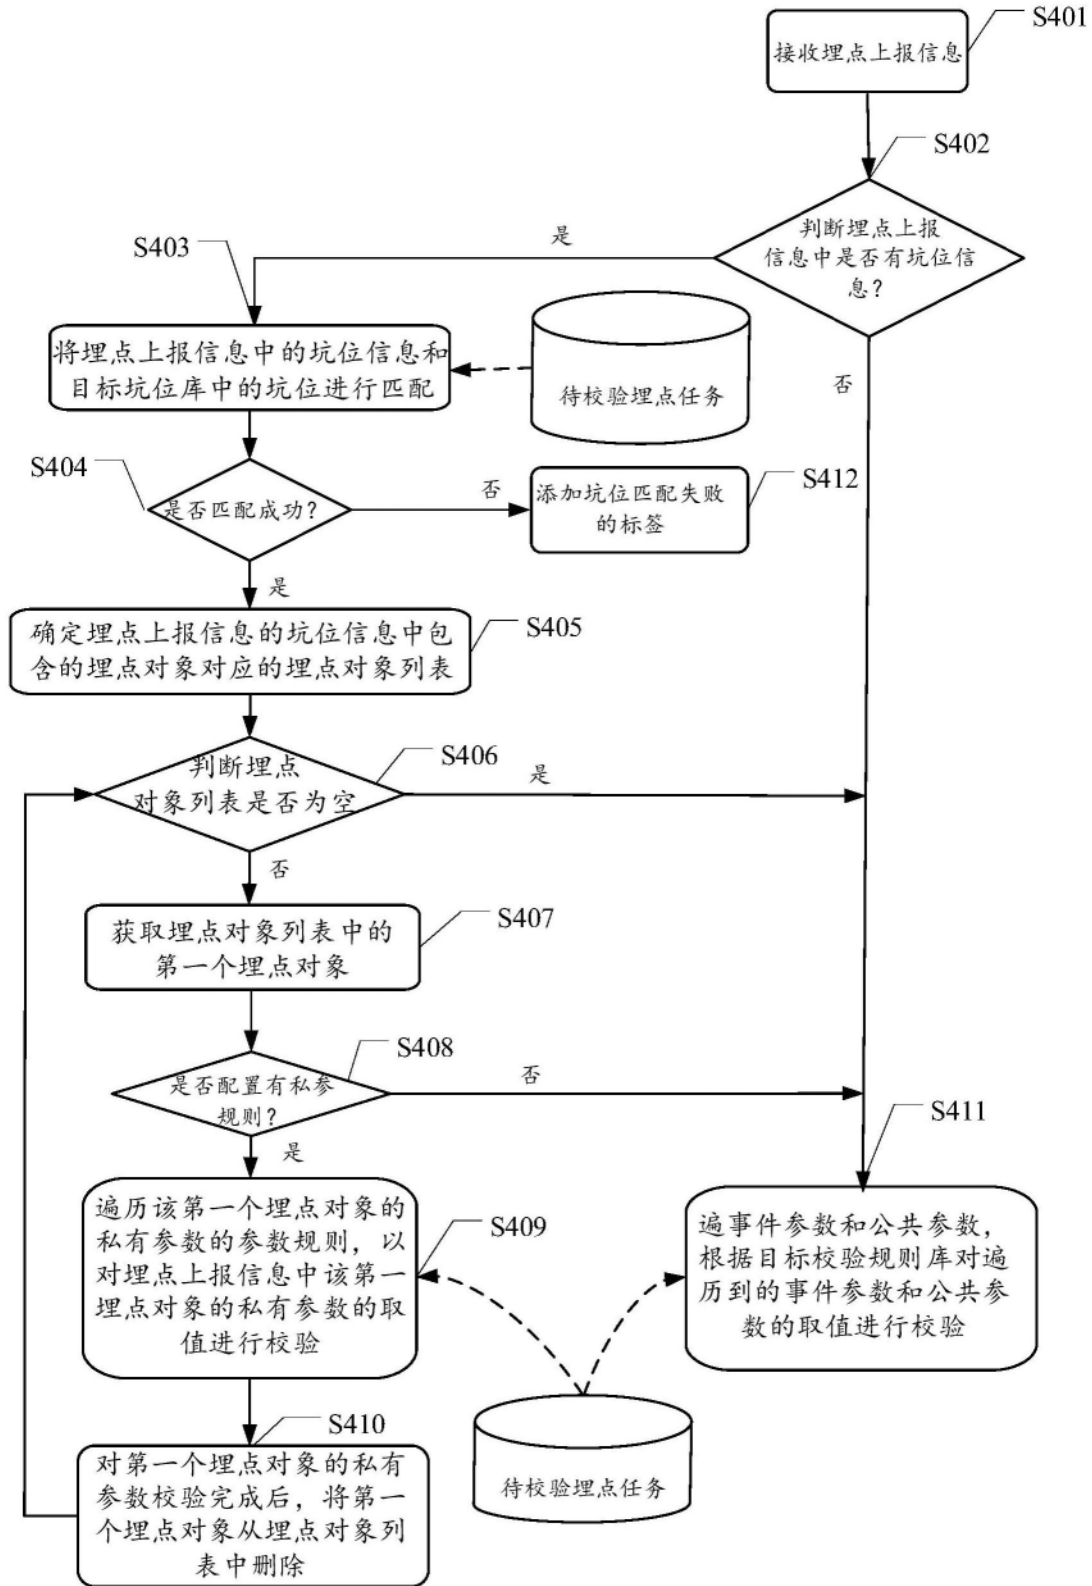 S401
接收埋点上报信息
S402
判断埋点上报
信息中是否有坑位信
息？
是
否
S403
将埋点上报信息中的坑位信息和
目标坑位库中的坑位进行匹配
待校验埋点任务
S404
是否匹配成功？
否
S412
添加坑位匹配失败
的标签
是
S405
确定埋点上报信息的坑位信息中包
含的埋点对象对应的埋点对象列表
S406
判断埋点
对象列表是否为空
是
否
S407
获取埋点对象列表中的
第一个埋点对象
S408
是否配置有私参
规则？
否
是
S409
遍历该第一个埋点对象的
私有参数的参数规则，以
对埋点上报信息中该第一
埋点对象的私有参数的取
值进行校验
S411
遍事件参数和公共参数，
根据目标校验规则库对遍
历到的事件参数和公共参
数的取值进行校验
S410
对第一个埋点对象的私有
参数校验完成后，将第一
个埋点对象从埋点对象列
表中删除
待校验埋点任务